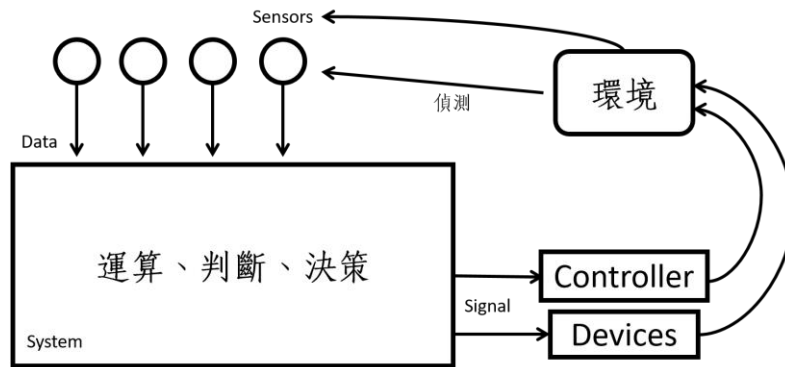 Sensors
環境
偵測
Data
運算、判斷、決策
Controller
Signal
Devices
System